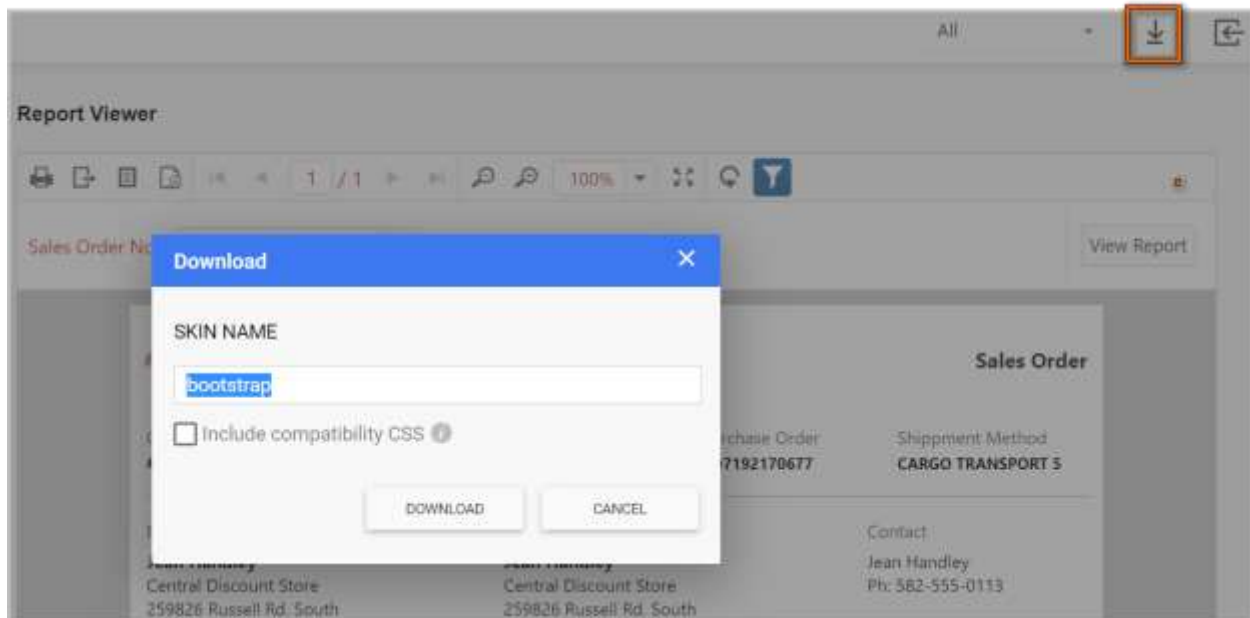 All
Report Viewer
1 / 1 100%
Sales Order No
View Report
Download
SKIN NAME
bootstrap
Include compatibility CSS
DOWNLOAD CANCEL
Sales Order
rchase Order Shippment Method
7192170677 CARGO TRANSPORT 5
Contact
Jean Handley Jean Handley Jean Handley
Central Discount Store Central Discount Store Ph: 582-555-0113
259826 Russell Rd. South 259826 Russell Rd. South